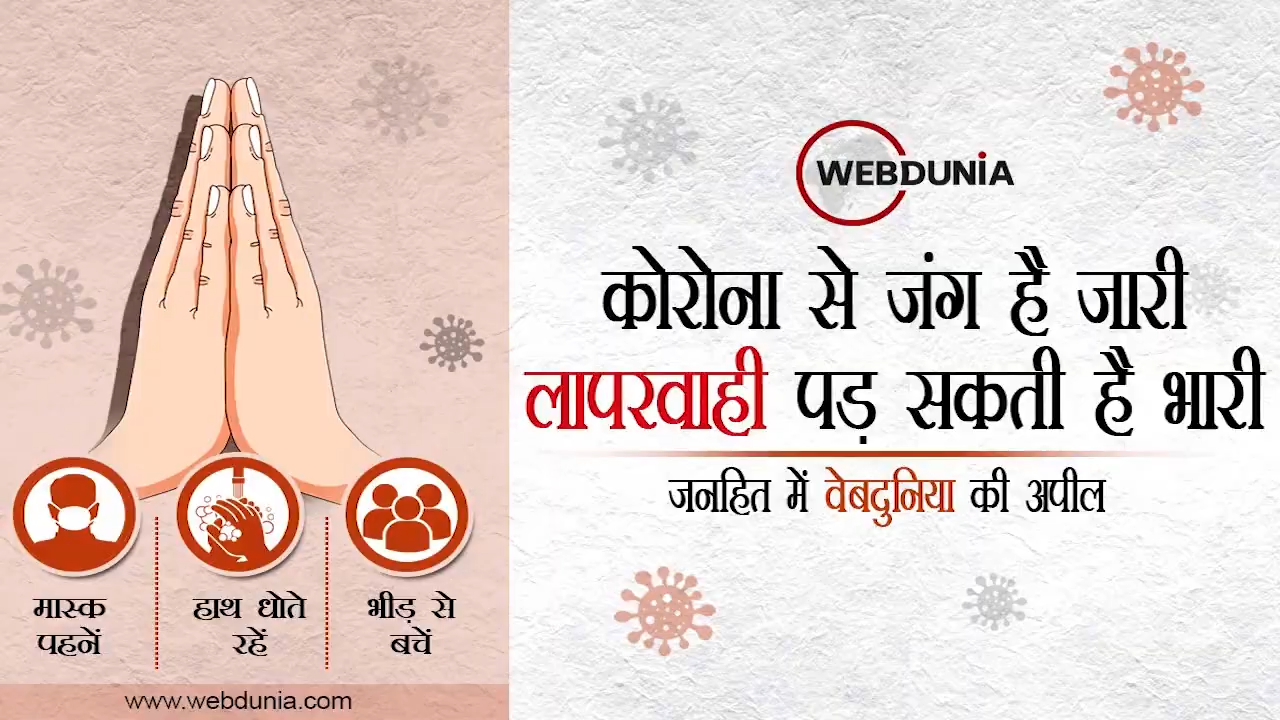 मास्क
पहनें
हाथ धोते
रहें
भीड़ से
बचें
www.webdunia.com
WEBDUNIA
कोरोना से जंग है जारी
लापरवाही पड़ सकती है भारी
जनहित में वेबदुनिया की अपील